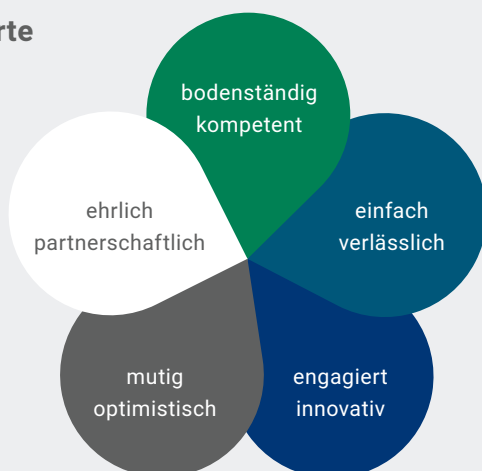 rte
bodenständig
kompetent
einfach
verlässlich
engagiert
innovativ
mutig
optimistisch
ehrlich
partnerschaftlich